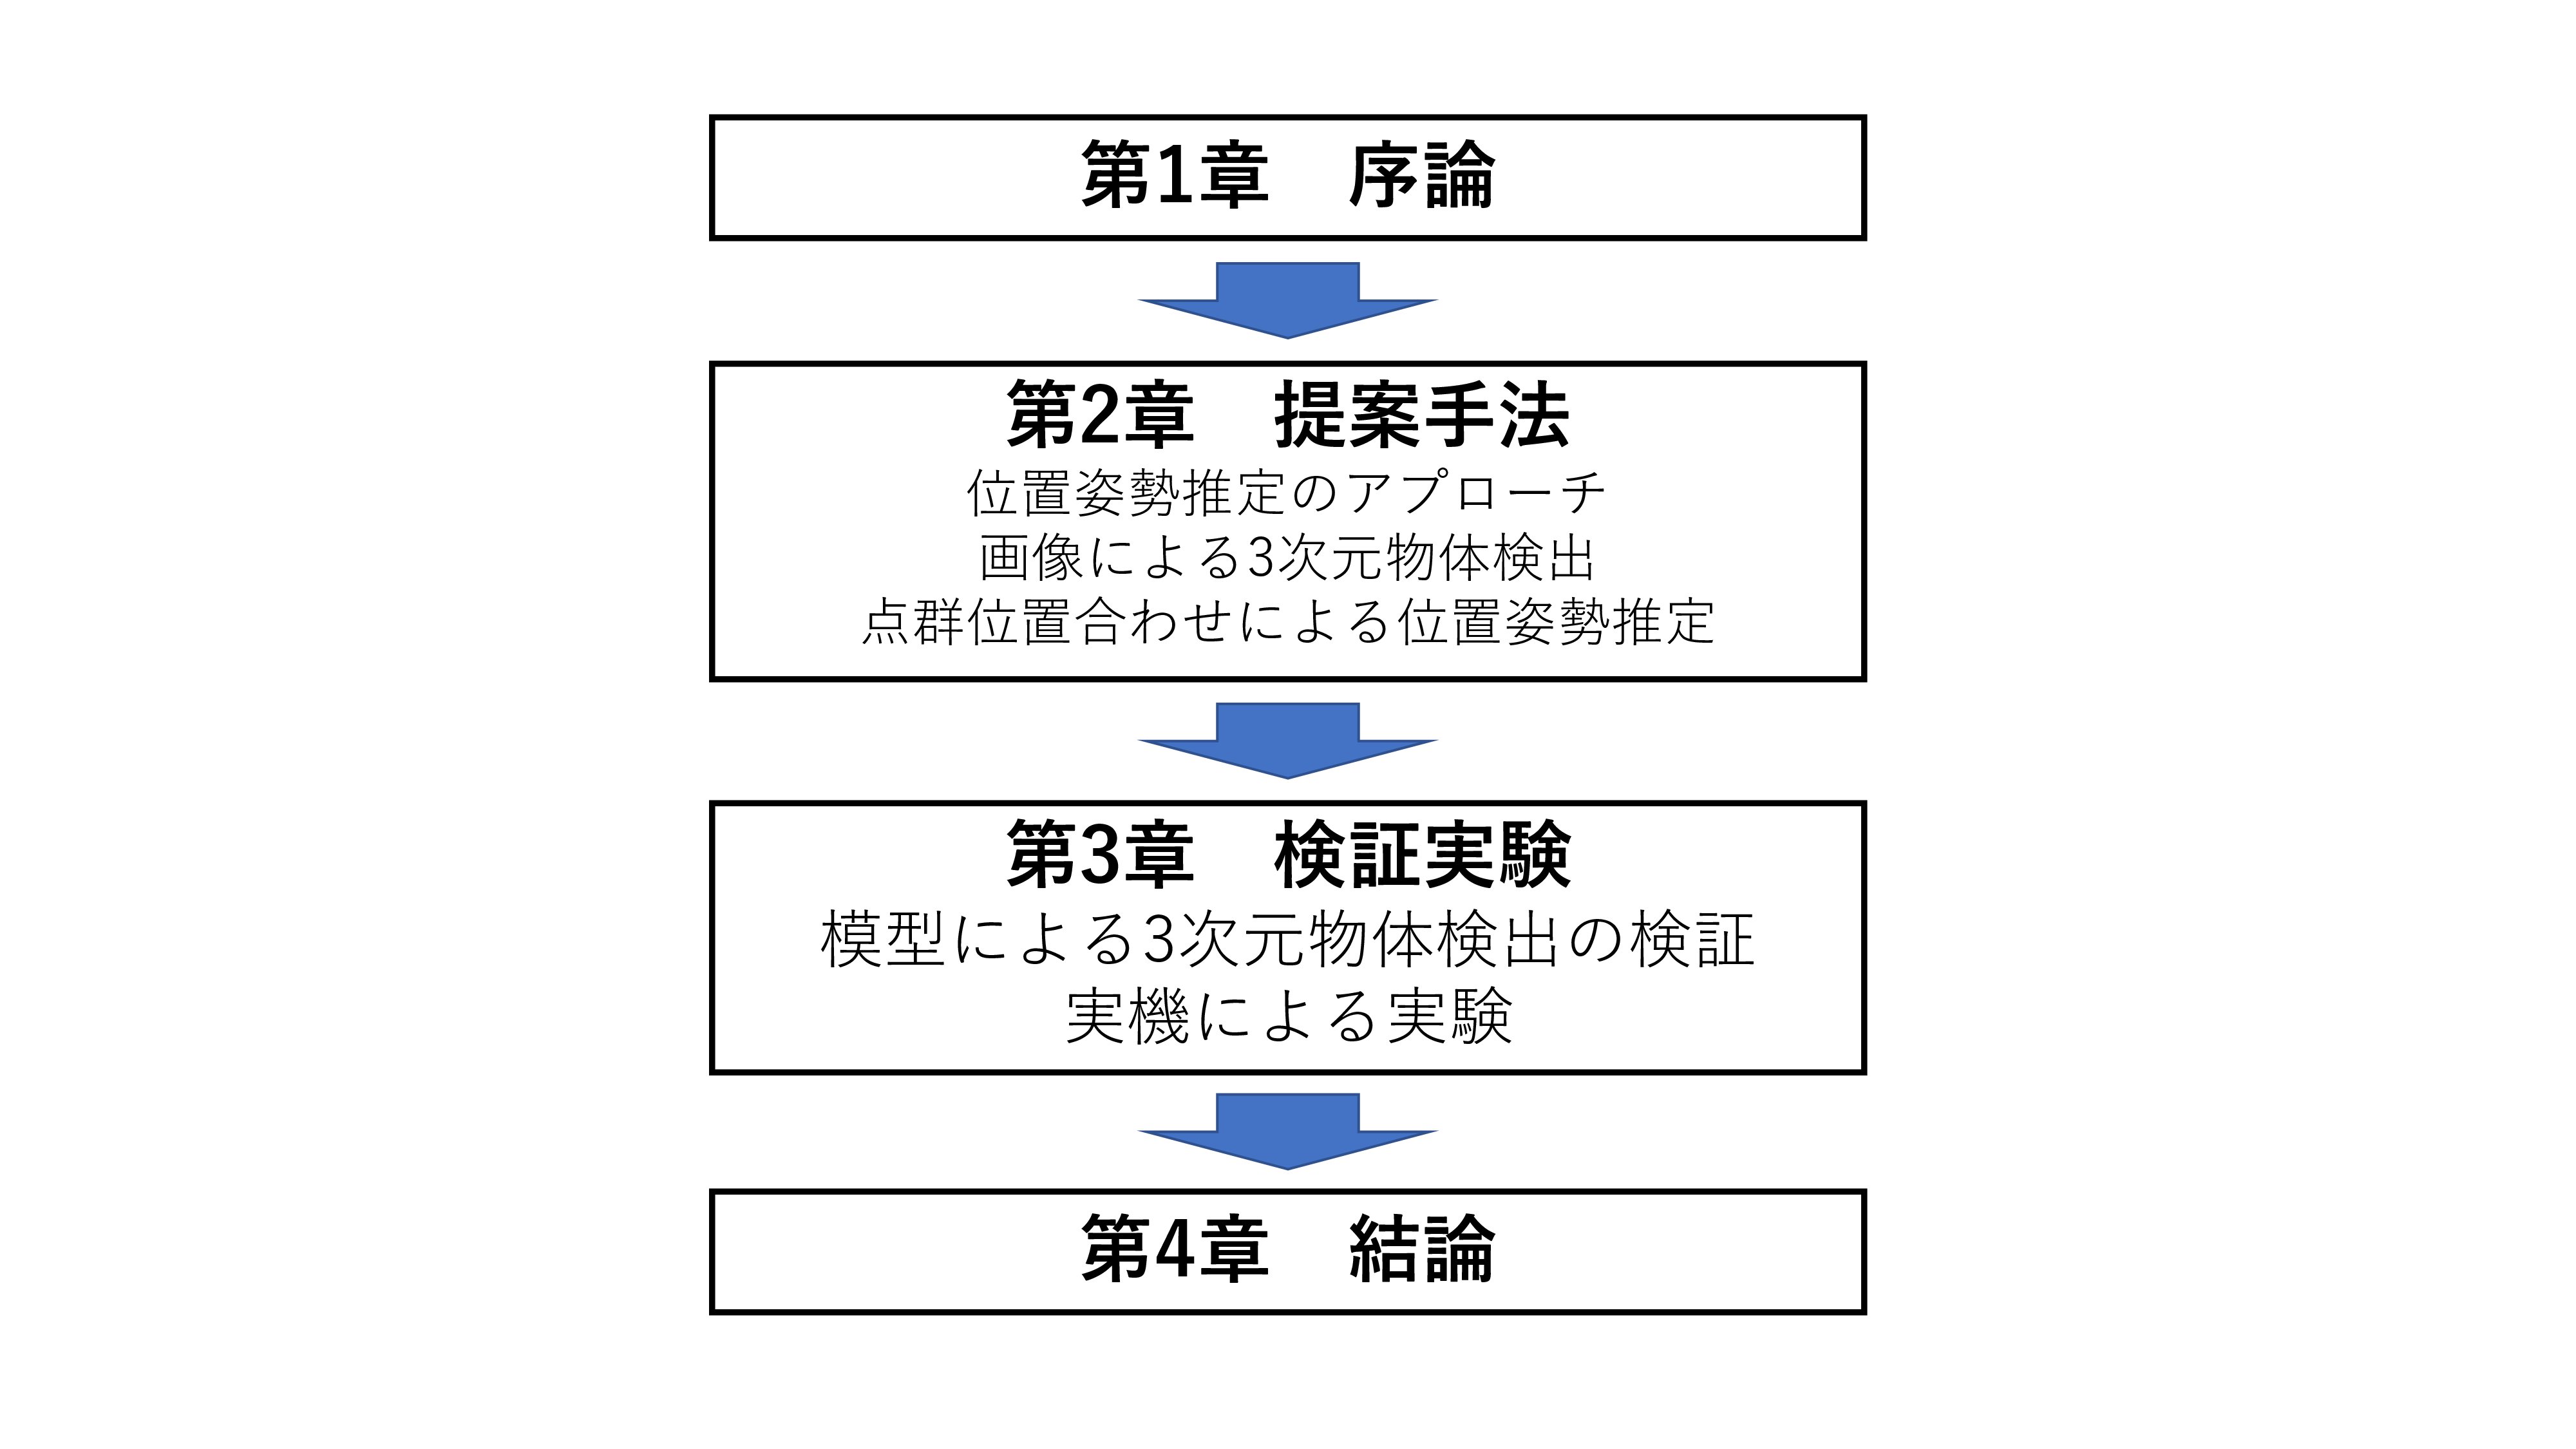 第1章　序論
第2章　提案手法
位置姿勢推定のアプローチ
画像による3次元物体検出
点群位置合わせによる位置姿勢推定
第3章　検証実験
模型による3次元物体検出の検証
実機による実験
第4章　結論